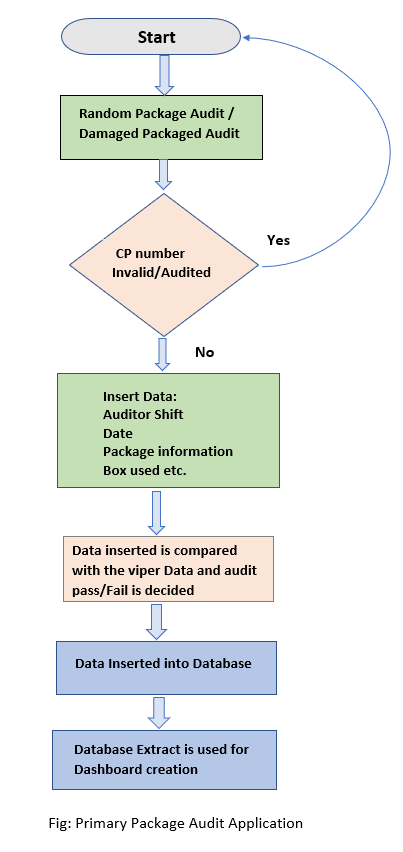 Start
Random Package Audit /
Damaged Packaged Audit
CP number
Invalid/Audited
Yes
No
Insert Data:
Auditor Shift
Date
Package information
Box used etc.
Data inserted is compared
with the viper Data and audit
pass/Fail is decided
Data Inserted into Database
Database Extract is used for
Dashboard creation
Fig: Primary Package Audit Application